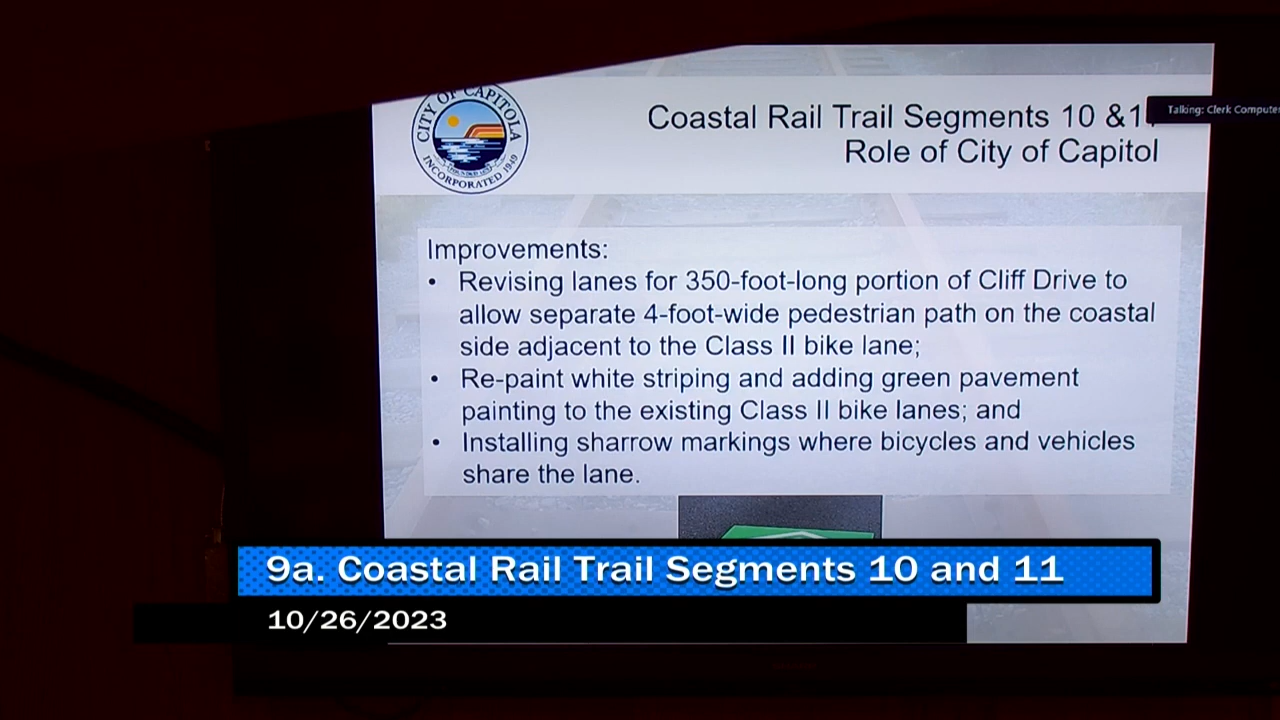 CITY OF CAPITOLA
INCORPORATED 1949
Coastal Rail Trail Segments 10 &1
Role of City of Capitol
Talking: Clerk Computer
Improvements:
• Revising lanes for 350-foot-long portion of Cliff Drive to
allow separate 4-foot-wide pedestrian path on the coastal
side adjacent to the Class II bike lane;
• Re-paint white striping and adding green pavement
painting to the existing Class II bike lanes; and
• Installing sharrow markings where bicycles and vehicles
share the lane.
9a. Coastal Rail Trail Segments 10 and 11
10/26/2023